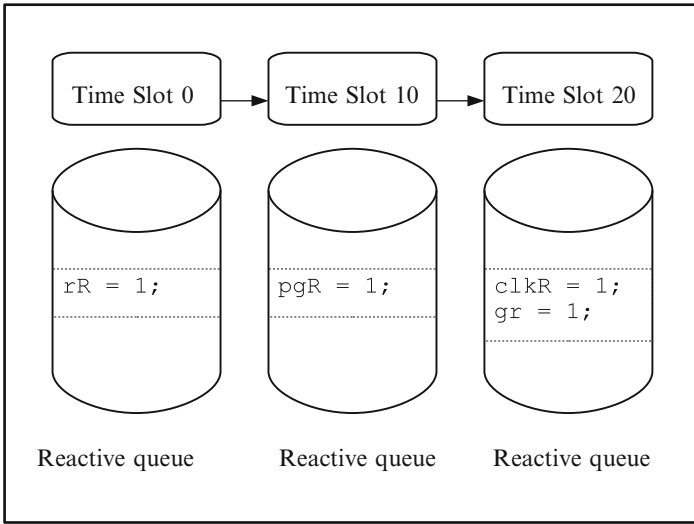 Time Slot 0
Time Slot 10
Time Slot 20
rR = 1;
pgR = 1;
clkR = 1;
gr = 1;
Reactive queue
Reactive queue
Reactive queue